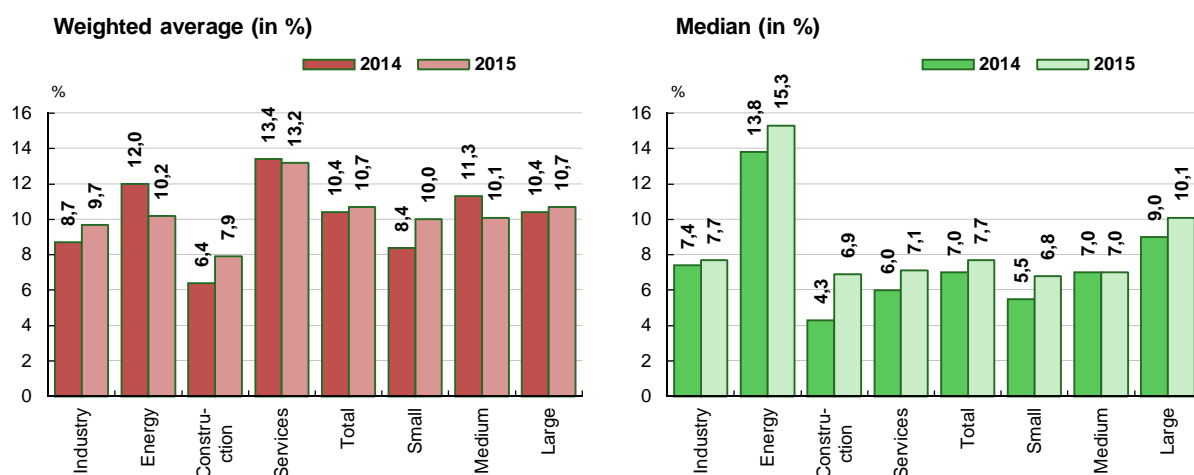 Weighted average (in %)
2014 2015
%
16
14
12
10
8
6
4
2
0
8,7 9,7 12,0 10,2 6,4 7,9 13,4 13,2 10,4 10,7 8,4 10,0 11,3 10,1 10,4 10,7
Industry
Energy
Constru-
ction
Services
Total
Small
Medium
Large
Median (in %)
2014 2015
%
16
14
12
10
8
6
4
2
0
7,4 7,7 13,8 15,3 4,3 6,9 6,0 7,1 7,0 7,7 5,5 6,8 7,0 7,0 9,0 10,1
Industry
Energy
Constru-
ction
Services
Total
Small
Medium
Large